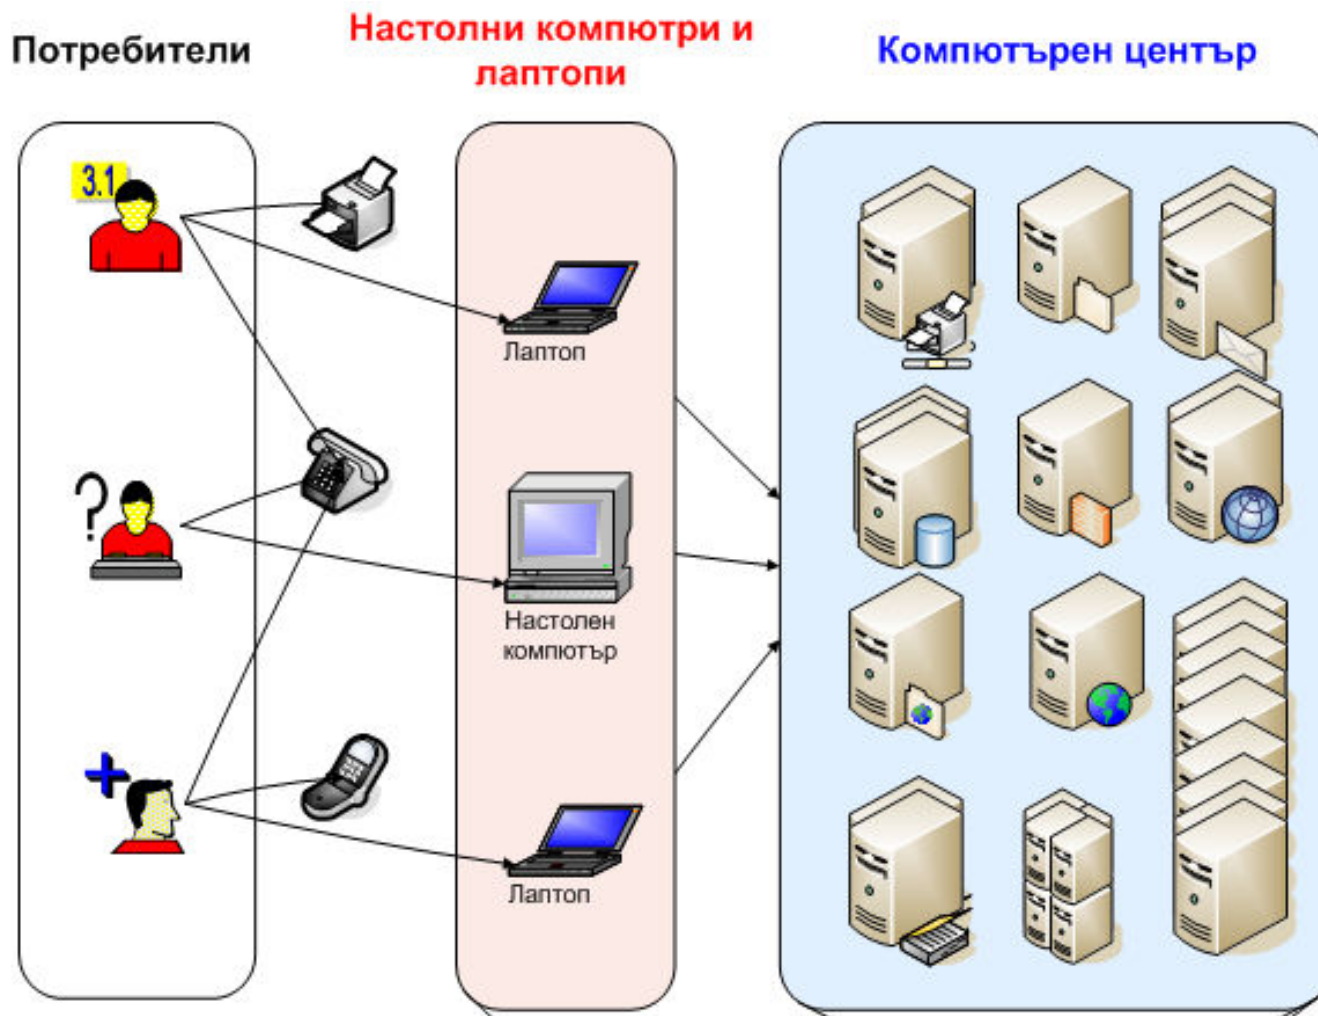 Потребители
Настолни компютри и
лаптопи
Компютърен център
3.1
Лаптоп
Настолен
компютър
Лаптоп